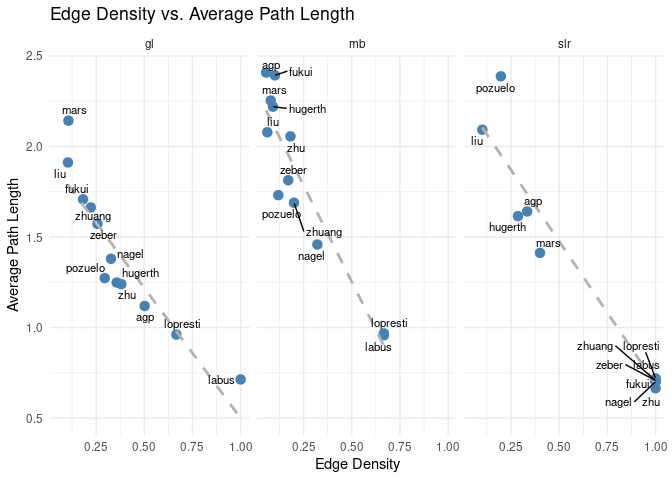 Edge Density vs. Average Path Length
gl
mb
slr
Average Path Length
2.5
2.0
1.5
1.0
0.5
mars
liu
fukui
zhuang
zeber
nagel
pozuelo
hugerth
zhu
agp
lopresti
labus
agp
fukui
mars
hugerth
liu
zhu
zeber
pozuelo
zhuang
nagel
lopresti
labus
pozuelo
liu
agp
hugerth
mars
zhuang
lopresti
zeber
labus
fukui
nagel
zhu
0.25 0.50 0.75 1.00
0.25 0.50 0.75 1.00
0.25 0.50 0.75 1.00
Edge Density